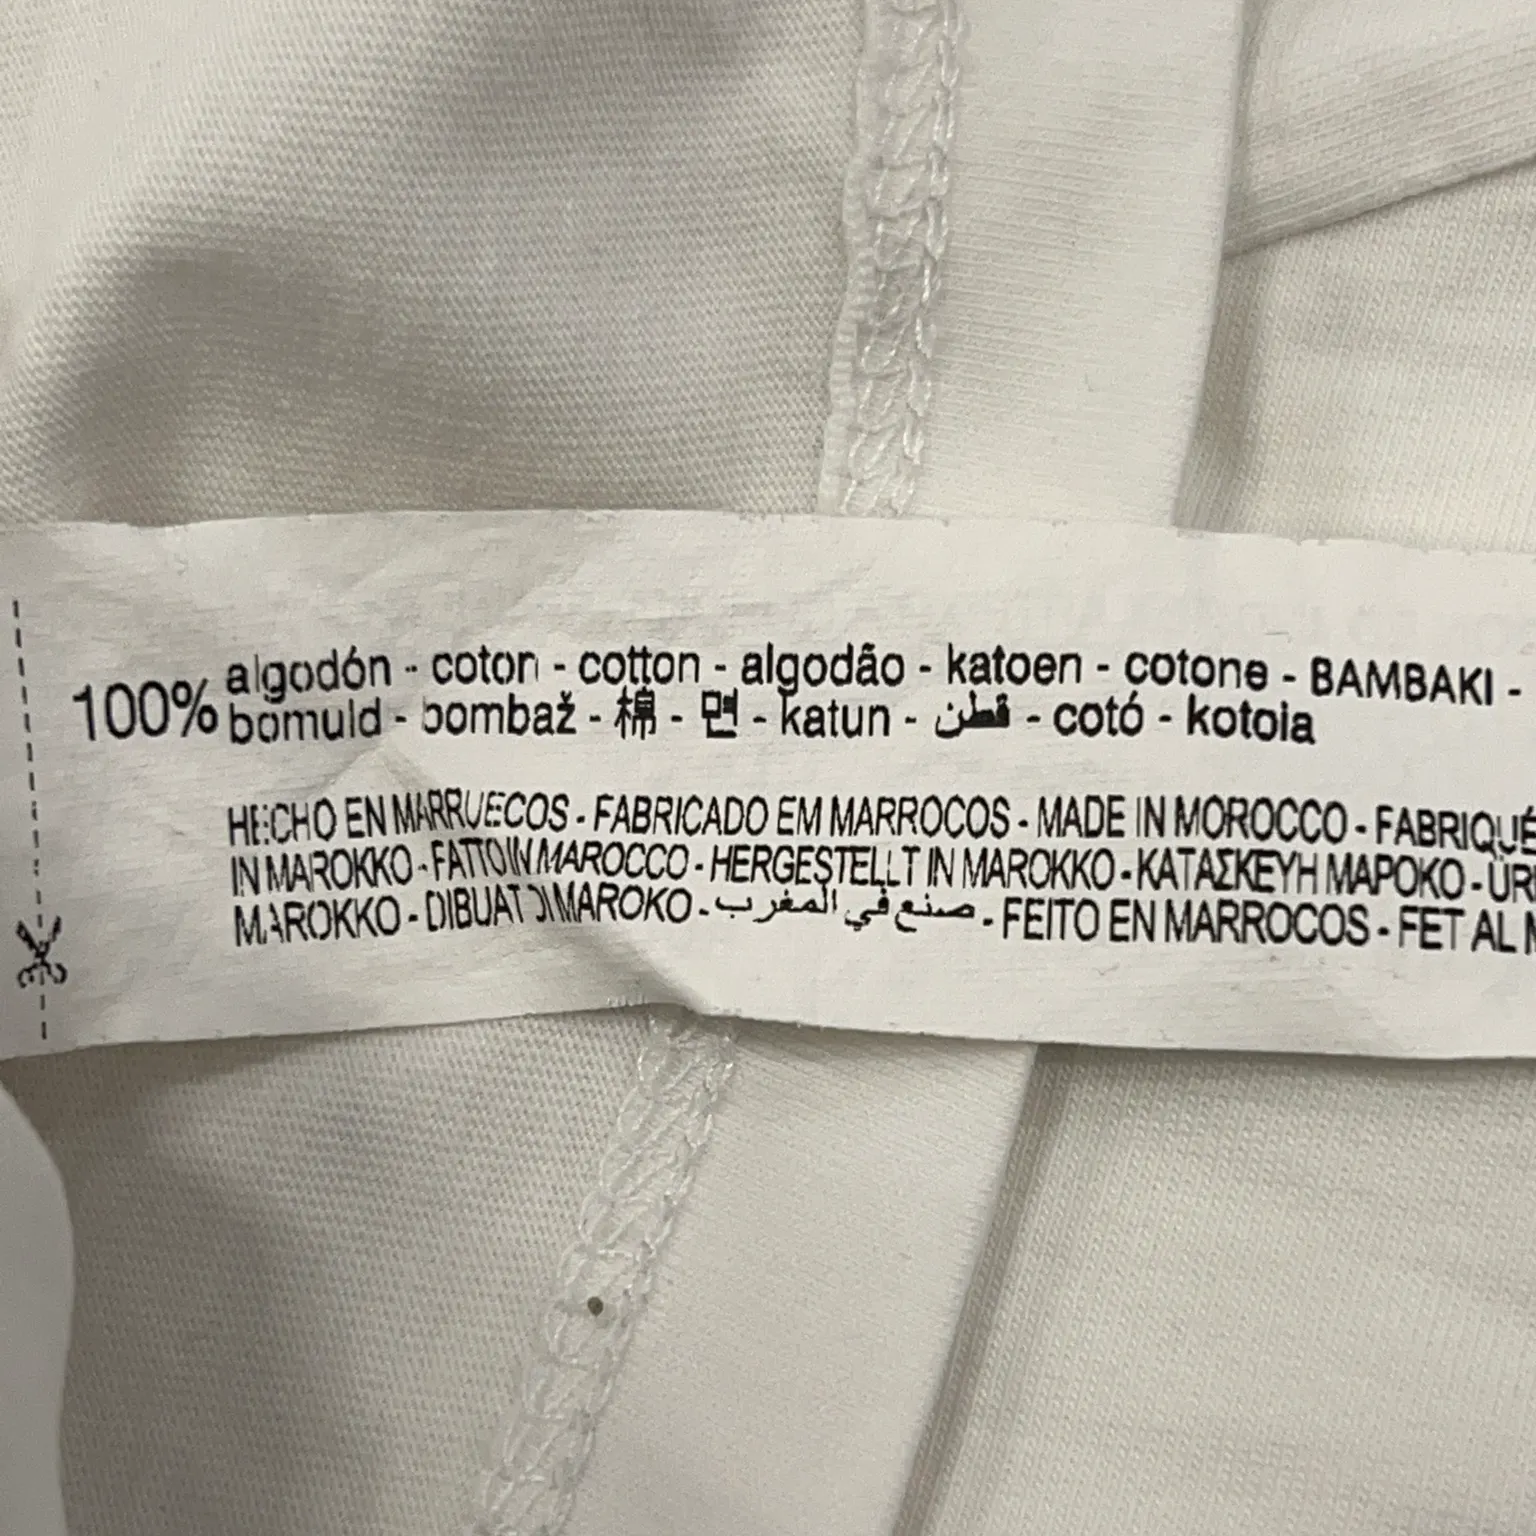 100% algodón - coton - cotton - algodão - katoen - cotone - BAMBAKI -
bomuld - bombaž - 棉 - 면 - katun - قطن - cotó - kotoia
HECHO EN MARRUECOS - FABRICADO EM MARROCOS - MADE IN MOROCCO - FABRIQUÉ
IN MAROKKO - FATTO IN MAROCCO - HERGESTELLT IN MAROKKO - ΚΑΤΑΣΚΕΥΗ ΜΑΡΟΚΟ -
MAROKKO - DIBUAT DI MAROKO - صنع في المغرب - FEITO EN MARROCOS - FET AL